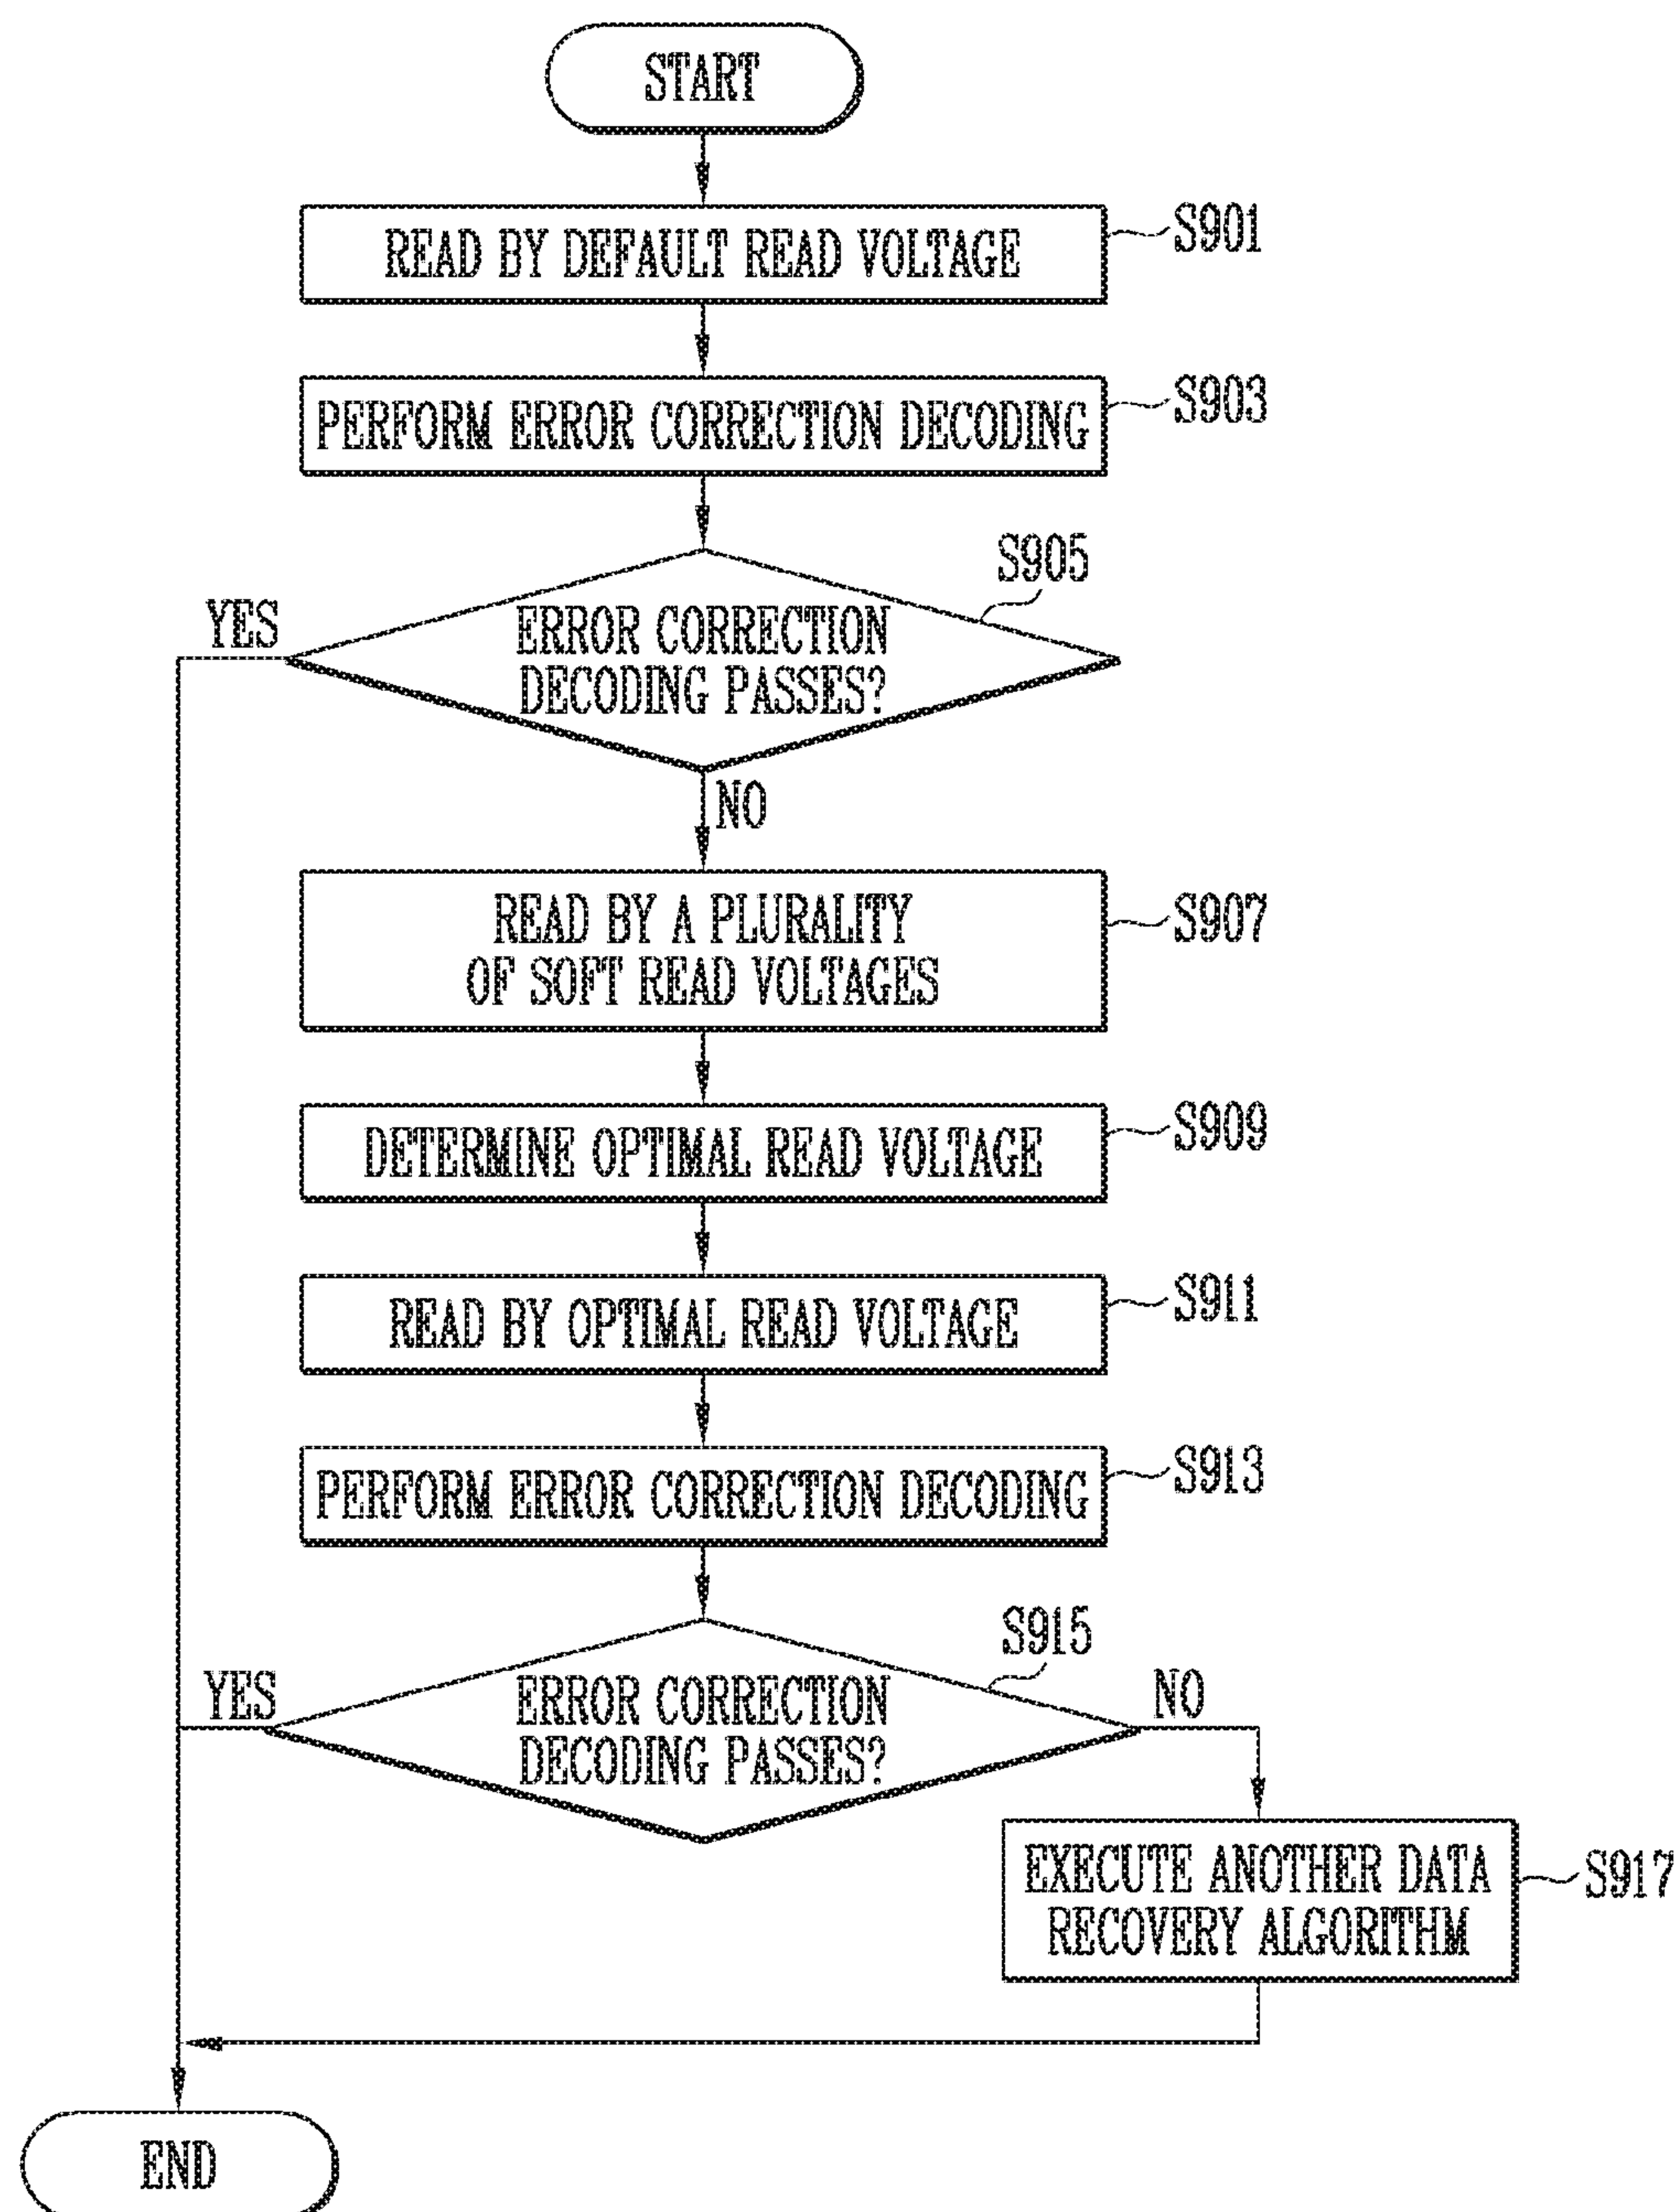 START
READ BY DEFAULT READ VOLTAGE
S901
PERFORM ERROR CORRECTION DECODING
S903
S905
YES
ERROR CORRECTION
DECODING PASSES?
NO
READ BY A PLURALITY
OF SOFT READ VOLTAGES
S907
DETERMINE OPTIMAL READ VOLTAGE
S909
READ BY OPTIMAL READ VOLTAGE
S911
PERFORM ERROR CORRECTION DECODING
S913
S915
YES
ERROR CORRECTION
DECODING PASSES?
NO
EXECUTE ANOTHER DATA
RECOVERY ALGORITHM
S917
END